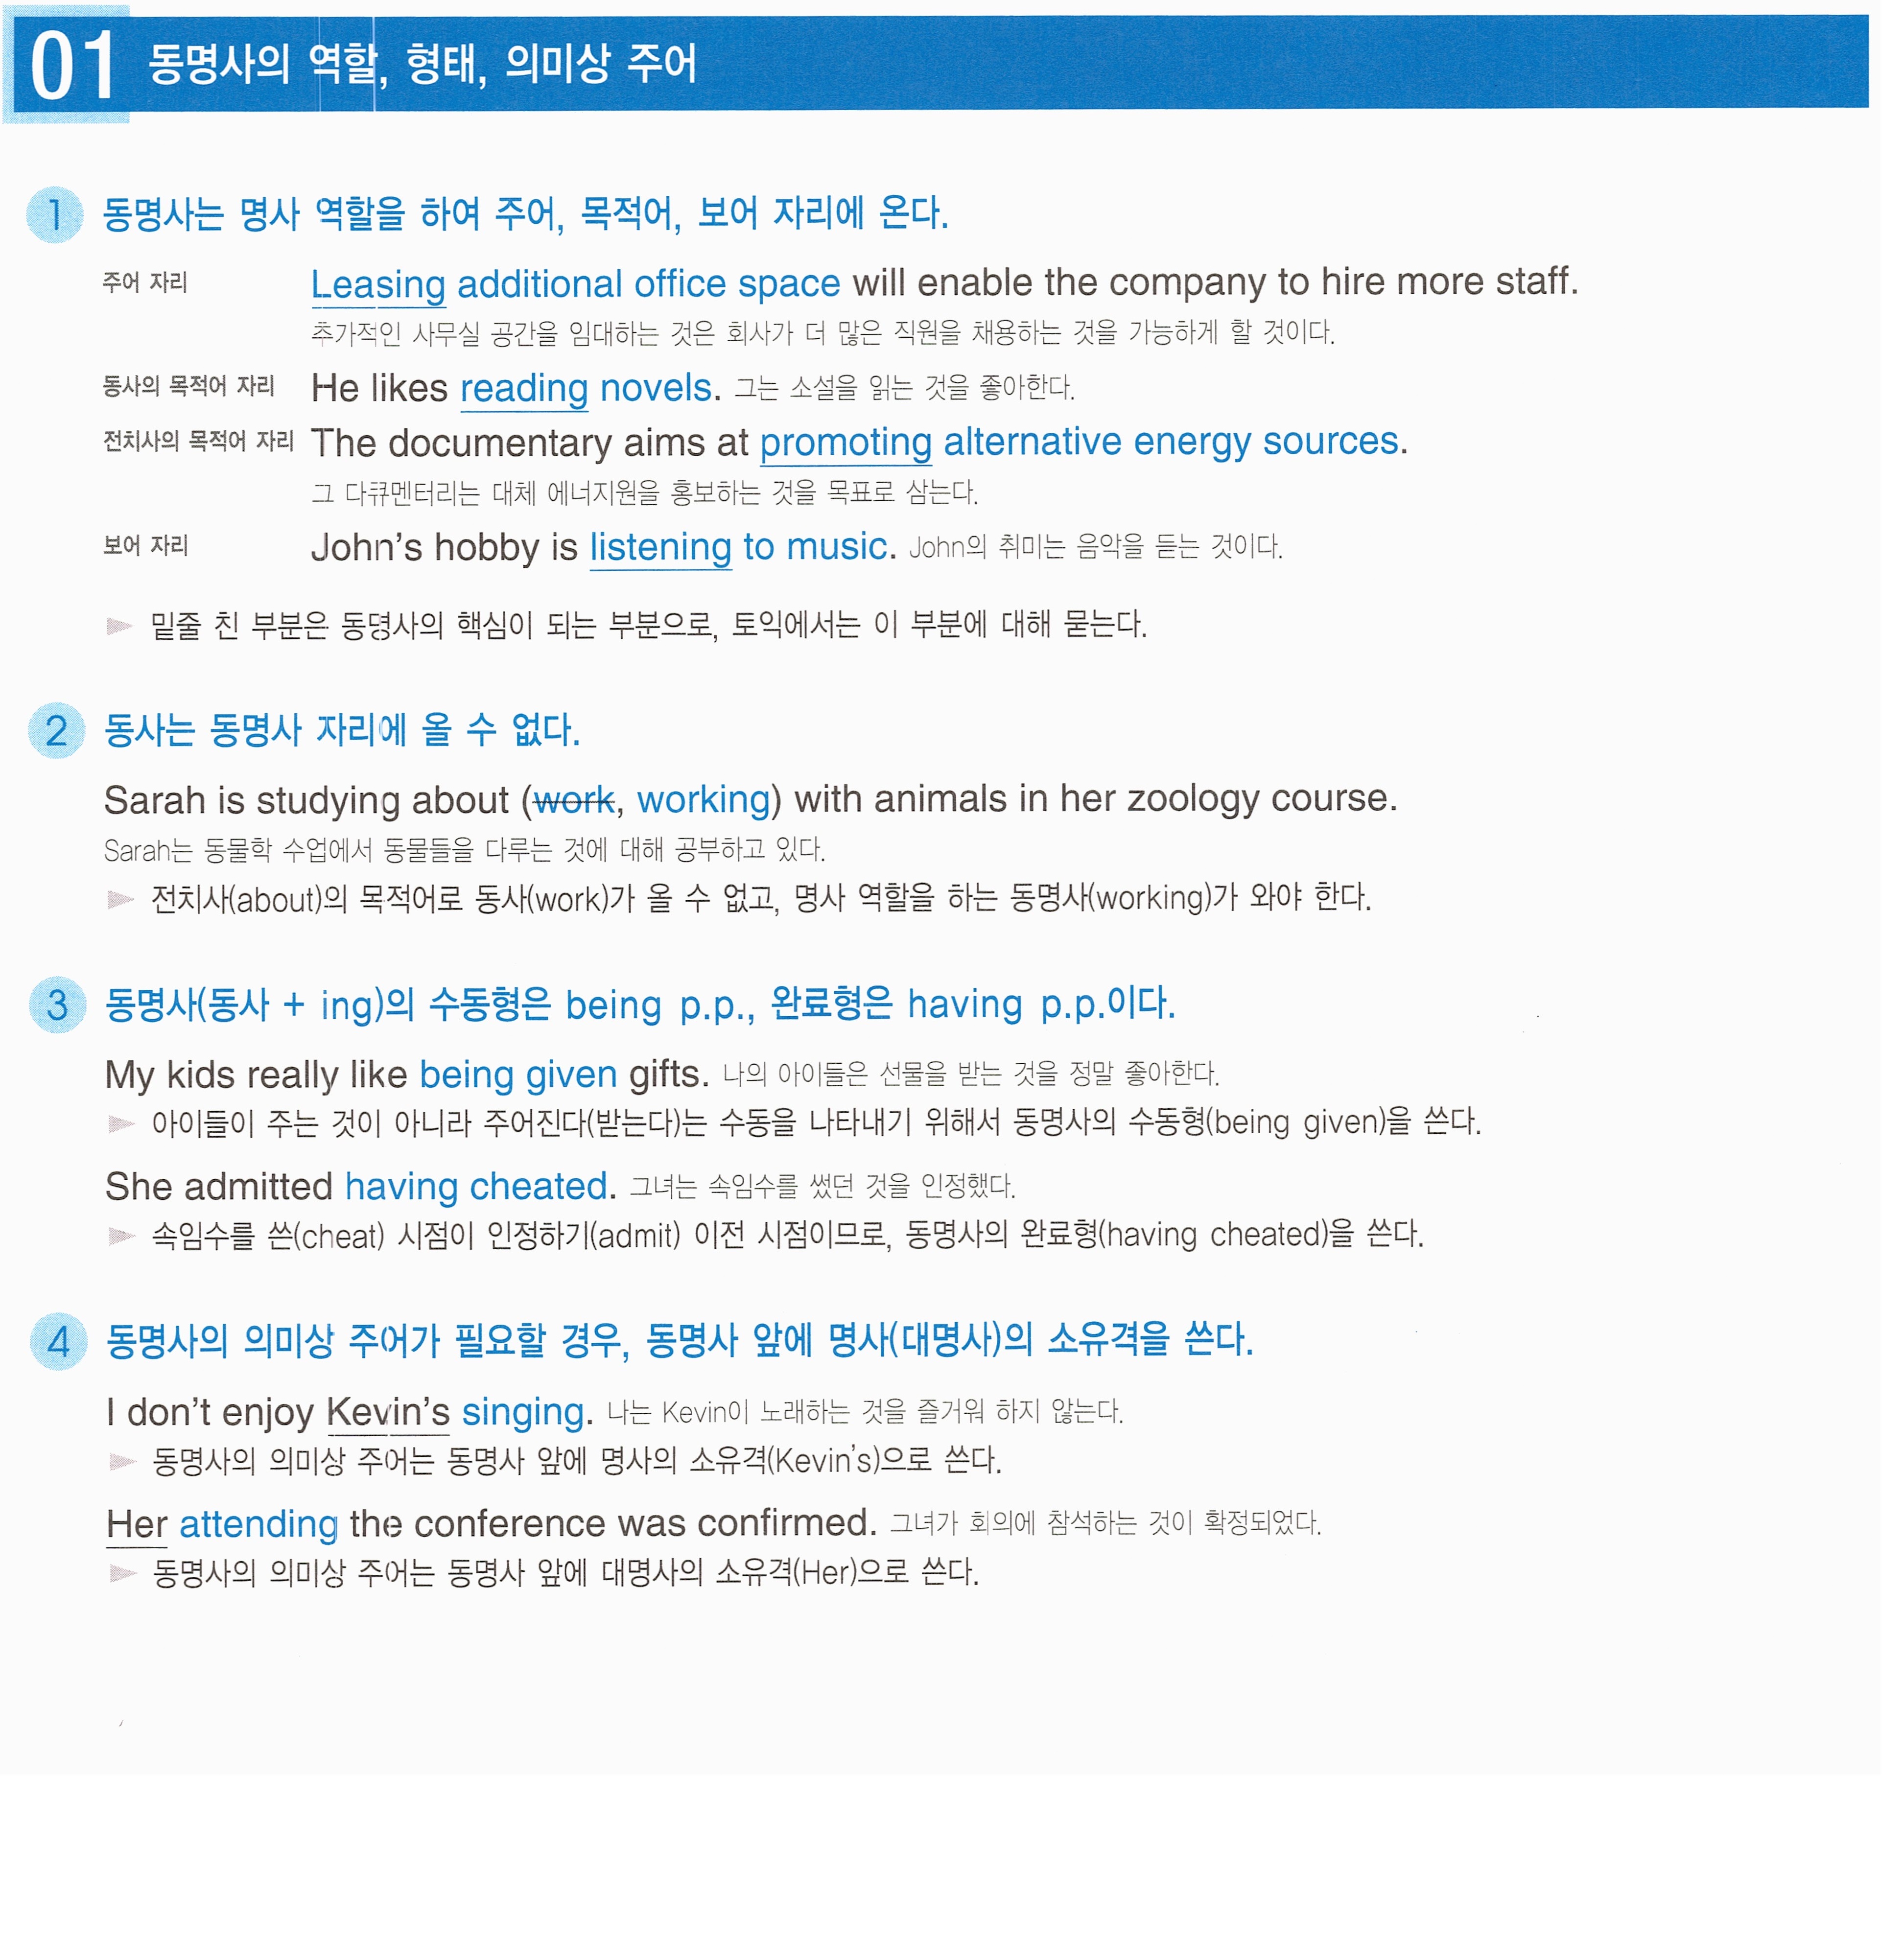 01 동명사의 역할, 형태, 의미상 주어
1 동명사는 명사 역할을 하여 주어, 목적어, 보어 자리에 온다.
주어 자리 Leasing additional office space will enable the company to hire more staff.
추가적인 사무실 공간을 임대하는 것은 회사가 더 많은 직원을 채용하는 것을 가능하게 할 것이다.
동사의 목적어 자리 He likes reading novels. 그는 소설을 읽는 것을 좋아한다.
전치사의 목적어 자리 The documentary aims at promoting alternative energy sources.
그 다큐멘터리는 대체 에너지원을 홍보하는 것을 목표로 삼는다.
보어 자리 John's hobby is listening to music. John의 취미는 음악을 듣는 것이다.
► 밑줄 친 부분은 동명사의 핵심이 되는 부분으로, 토익에서는 이 부분에 대해 묻는다.
2 동사는 동명사 자리에 올 수 없다.
Sarah is studying about (work, working) with animals in her zoology course.
Sarah는 동물학 수업에서 동물들을 다루는 것에 대해 공부하고 있다.
► 전치사(about)의 목적어로 동사(work)가 올 수 없고, 명사 역할을 하는 동명사(working)가 와야 한다.
3 동명사(동사 + ing)의 수동형은 being p.p., 완료형은 having p.p.이다.
My kids really like being given gifts. 나의 아이들은 선물을 받는 것을 정말 좋아한다.
► 아이들이 주는 것이 아니라 주어진다(받는다)는 수동을 나타내기 위해서 동명사의 수동형(being given)을 쓴다.
She admitted having cheated. 그녀는 속임수를 썼던 것을 인정했다.
► 속임수를 쓴(cheat) 시점이 인정하기(admit) 이전 시점이므로, 동명사의 완료형(having cheated)을 쓴다.
4 동명사의 의미상 주어가 필요할 경우, 동명사 앞에 명사(대명사)의 소유격을 쓴다.
I don't enjoy Kevin's singing. 나는 Kevin이 노래하는 것을 즐거워 하지 않는다.
► 동명사의 의미상 주어는 동명사 앞에 명사의 소유격(Kevin's)으로 쓴다.
Her attending the conference was confirmed. 그녀가 회의에 참석하는 것이 확정되었다.
► 동명사의 의미상 주어는 동명사 앞에 대명사의 소유격(Her)으로 쓴다.